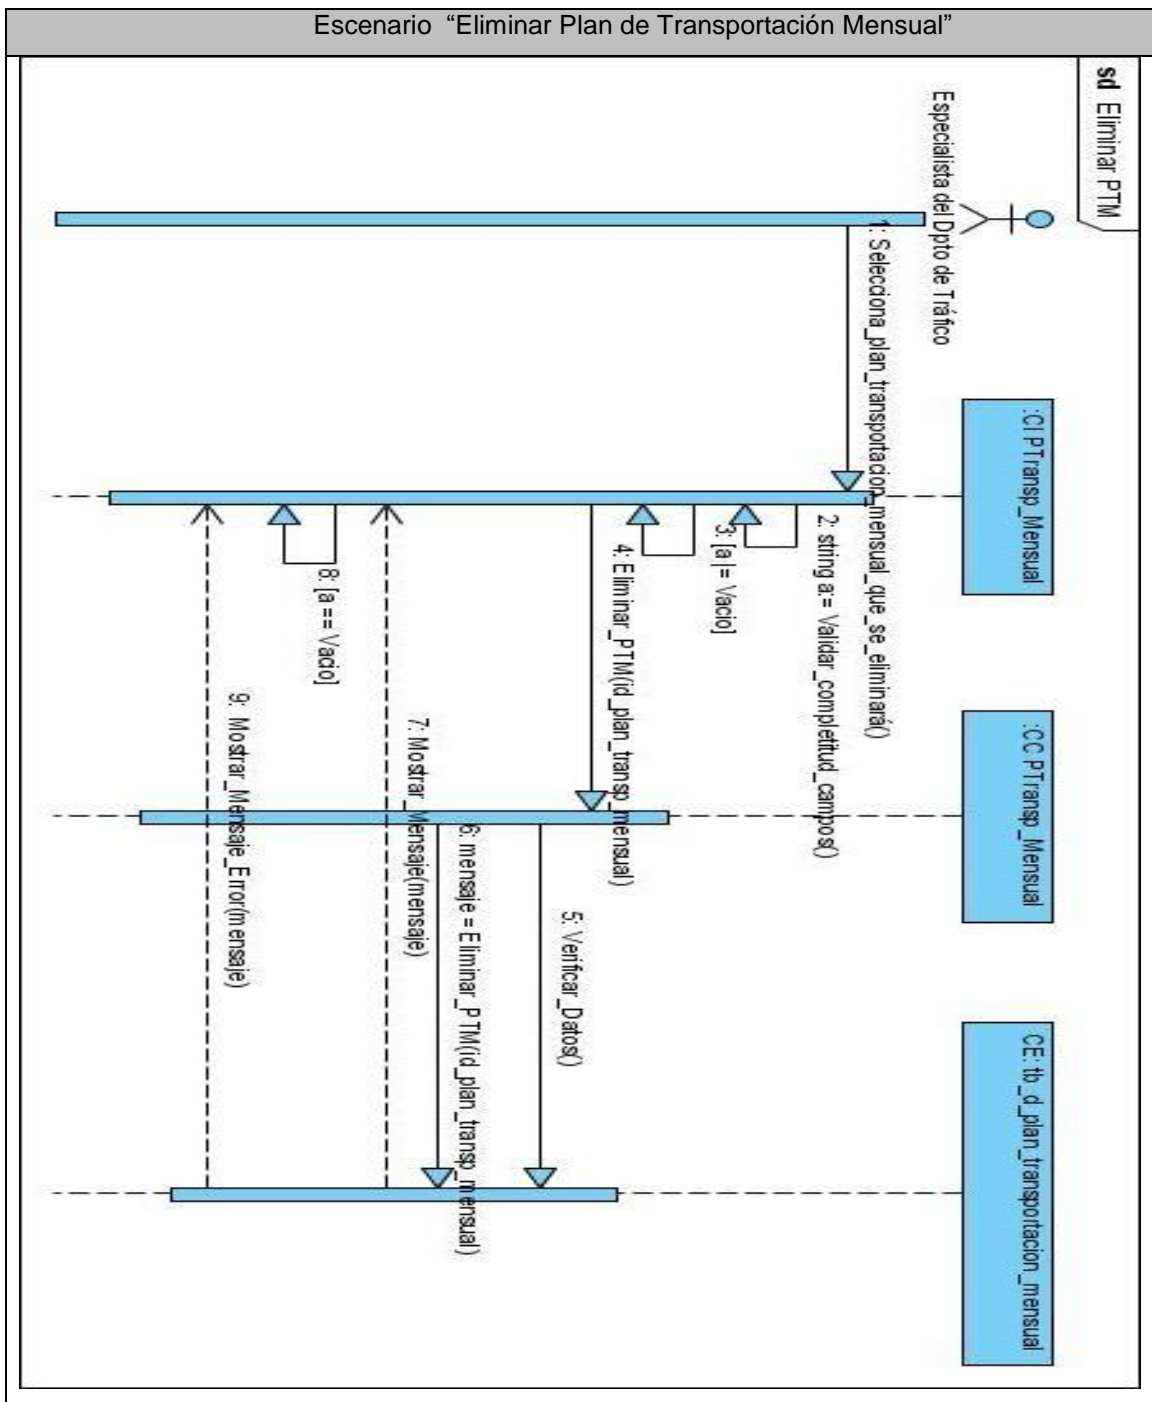 Escenario “Eliminar Plan de Transportación Mensual”
sd Eliminar PTM
Especialista del Dpto de Tráfico
:CI PTransp_Mensual
:CC PTransp_Mensual
CE: tb_d_plan_transportacion_mensual
1: Selecciona_plan_transportacion_mensual_que_se_eliminará()
2: string a:= Validar_completitud_campos()
3: [a != Vacio]
4: Eliminar_PTM(id_plan_transp_mensual)
5: Verificar_Datos()
6: mensaje = Eliminar_PTM(id_plan_transp_mensual)
7: Mostrar_Mensaje(mensaje)
8: [a == Vacio]
9: Mostrar_Mensaje_Error(mensaje)